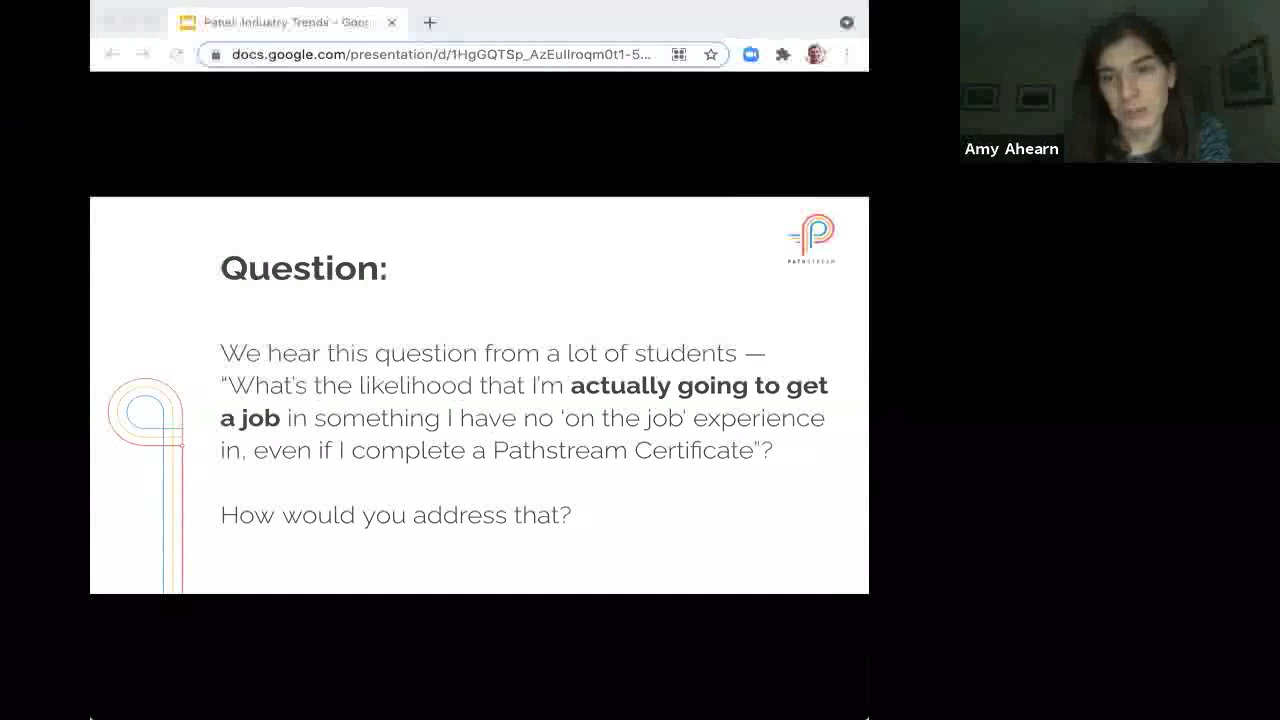 Panel: Industry Trends - Goo
docs.google.com/presentation/d/1HgGQTSp_AzEuIlroqm0t1-5...
Amy Ahearn
PATHSTREAM
Question:
We hear this question from a lot of students —
“What's the likelihood that I'm actually going to get
a job in something I have no 'on the job' experience
in, even if I complete a Pathstream Certificate”?
How would you address that?